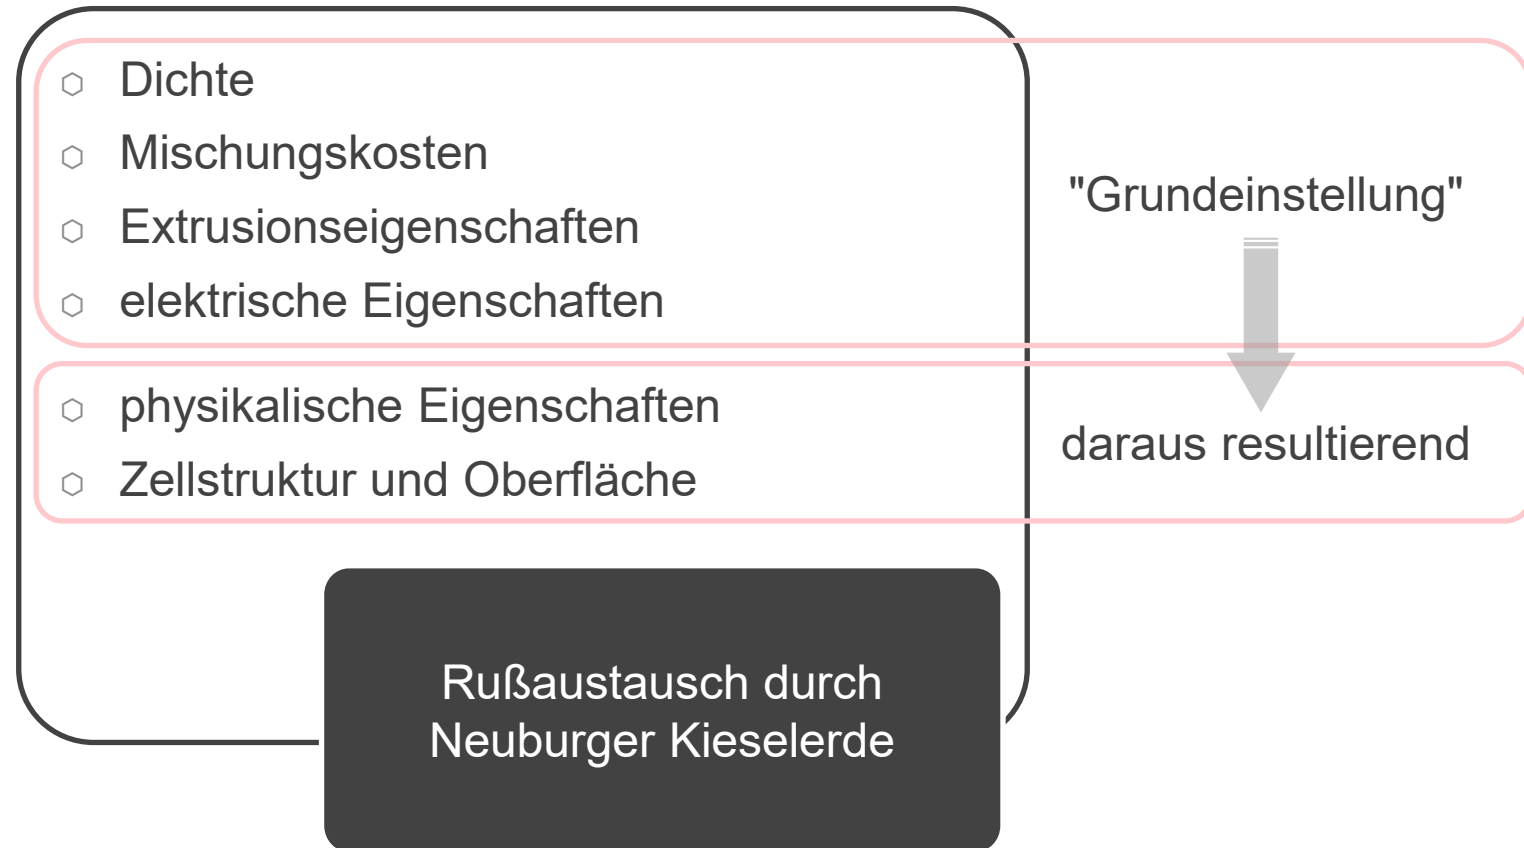 Dichte
Mischungskosten
Extrusionseigenschaften
elektrische Eigenschaften
"Grundeinstellung"
physikalische Eigenschaften
Zellstruktur und Oberfläche
daraus resultierend
Rußaustausch durch
Neuburger Kieselerde